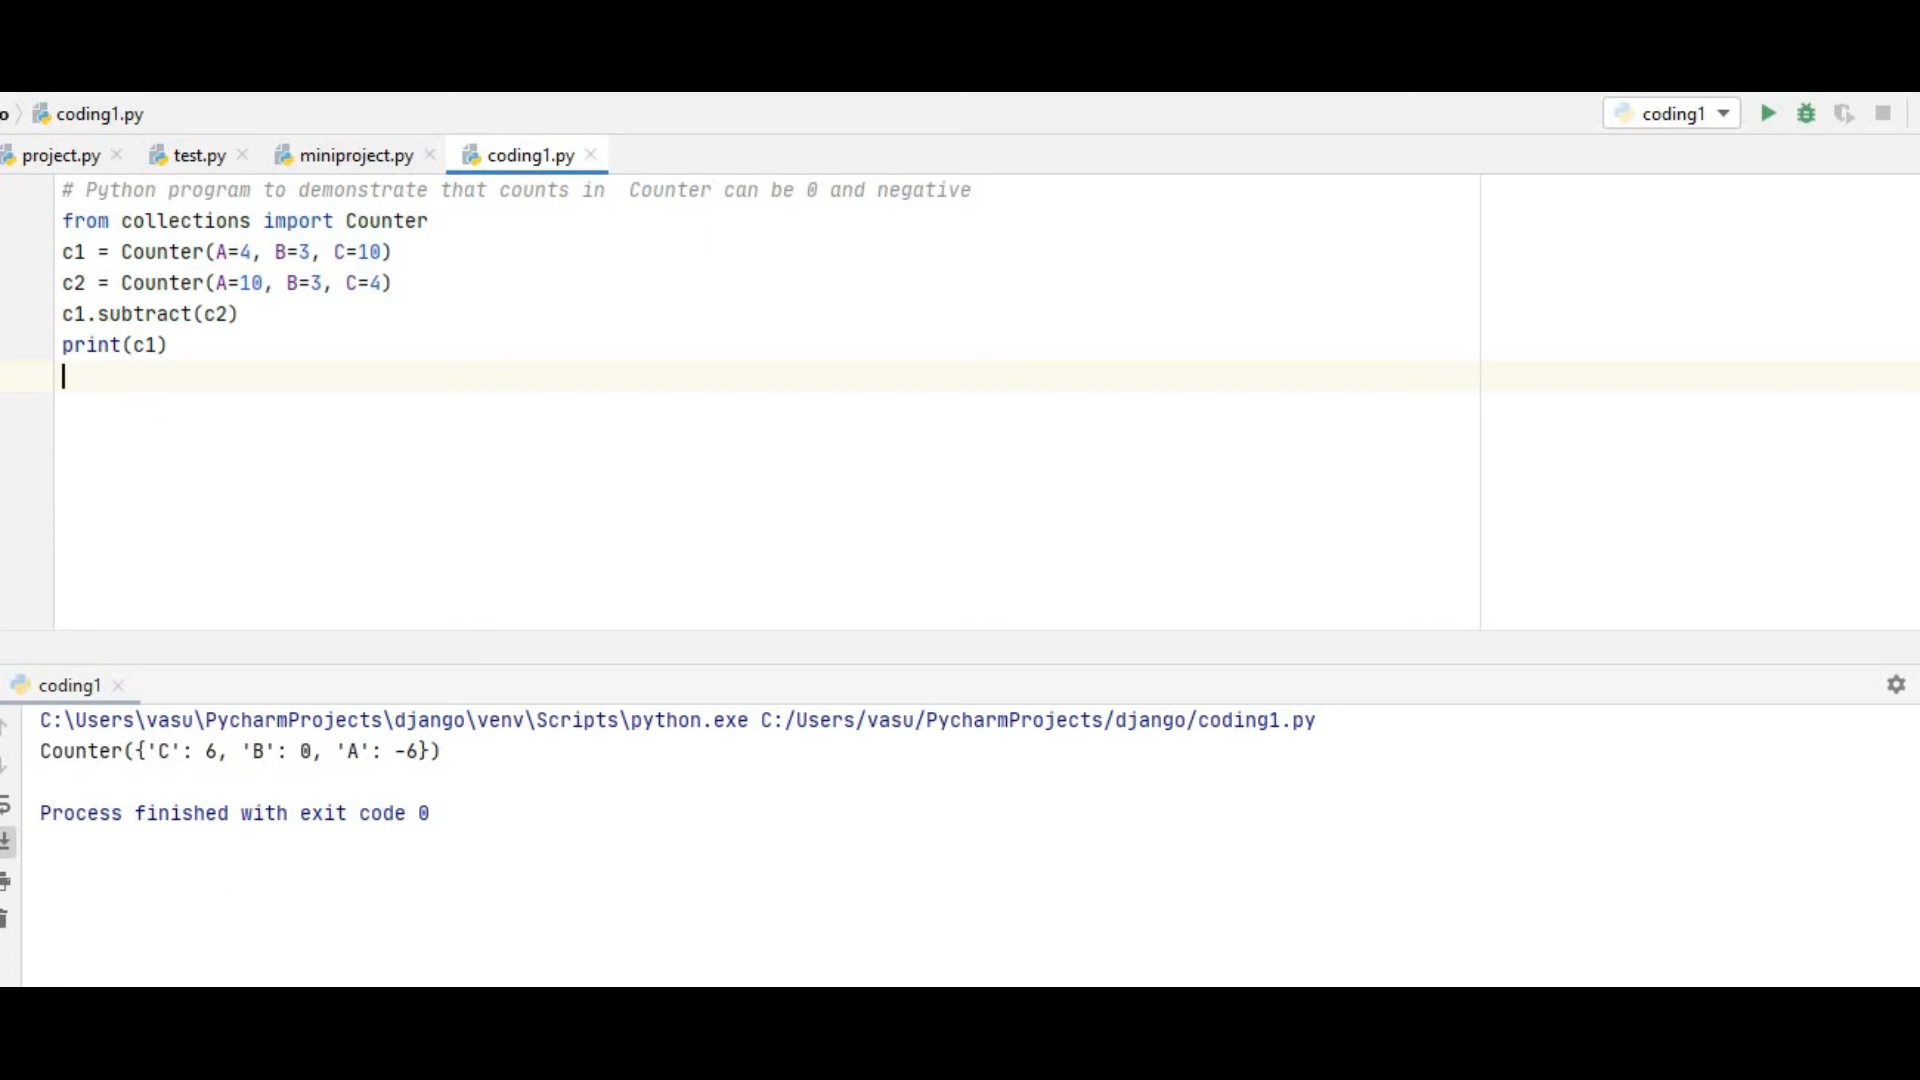 o coding1.py coding1
project.py test.py miniproject.py coding1.py
# Python program to demonstrate that counts in  Counter can be 0 and negative
from collections import Counter
c1 = Counter(A=4, B=3, C=10)
c2 = Counter(A=10, B=3, C=4)
c1.subtract(c2)
print(c1)
coding1
C:\Users\vasu\PycharmProjects\django\venv\Scripts\python.exe C:/Users/vasu/PycharmProjects/django/coding1.py
Counter({'C': 6, 'B': 0, 'A': -6})
Process finished with exit code 0